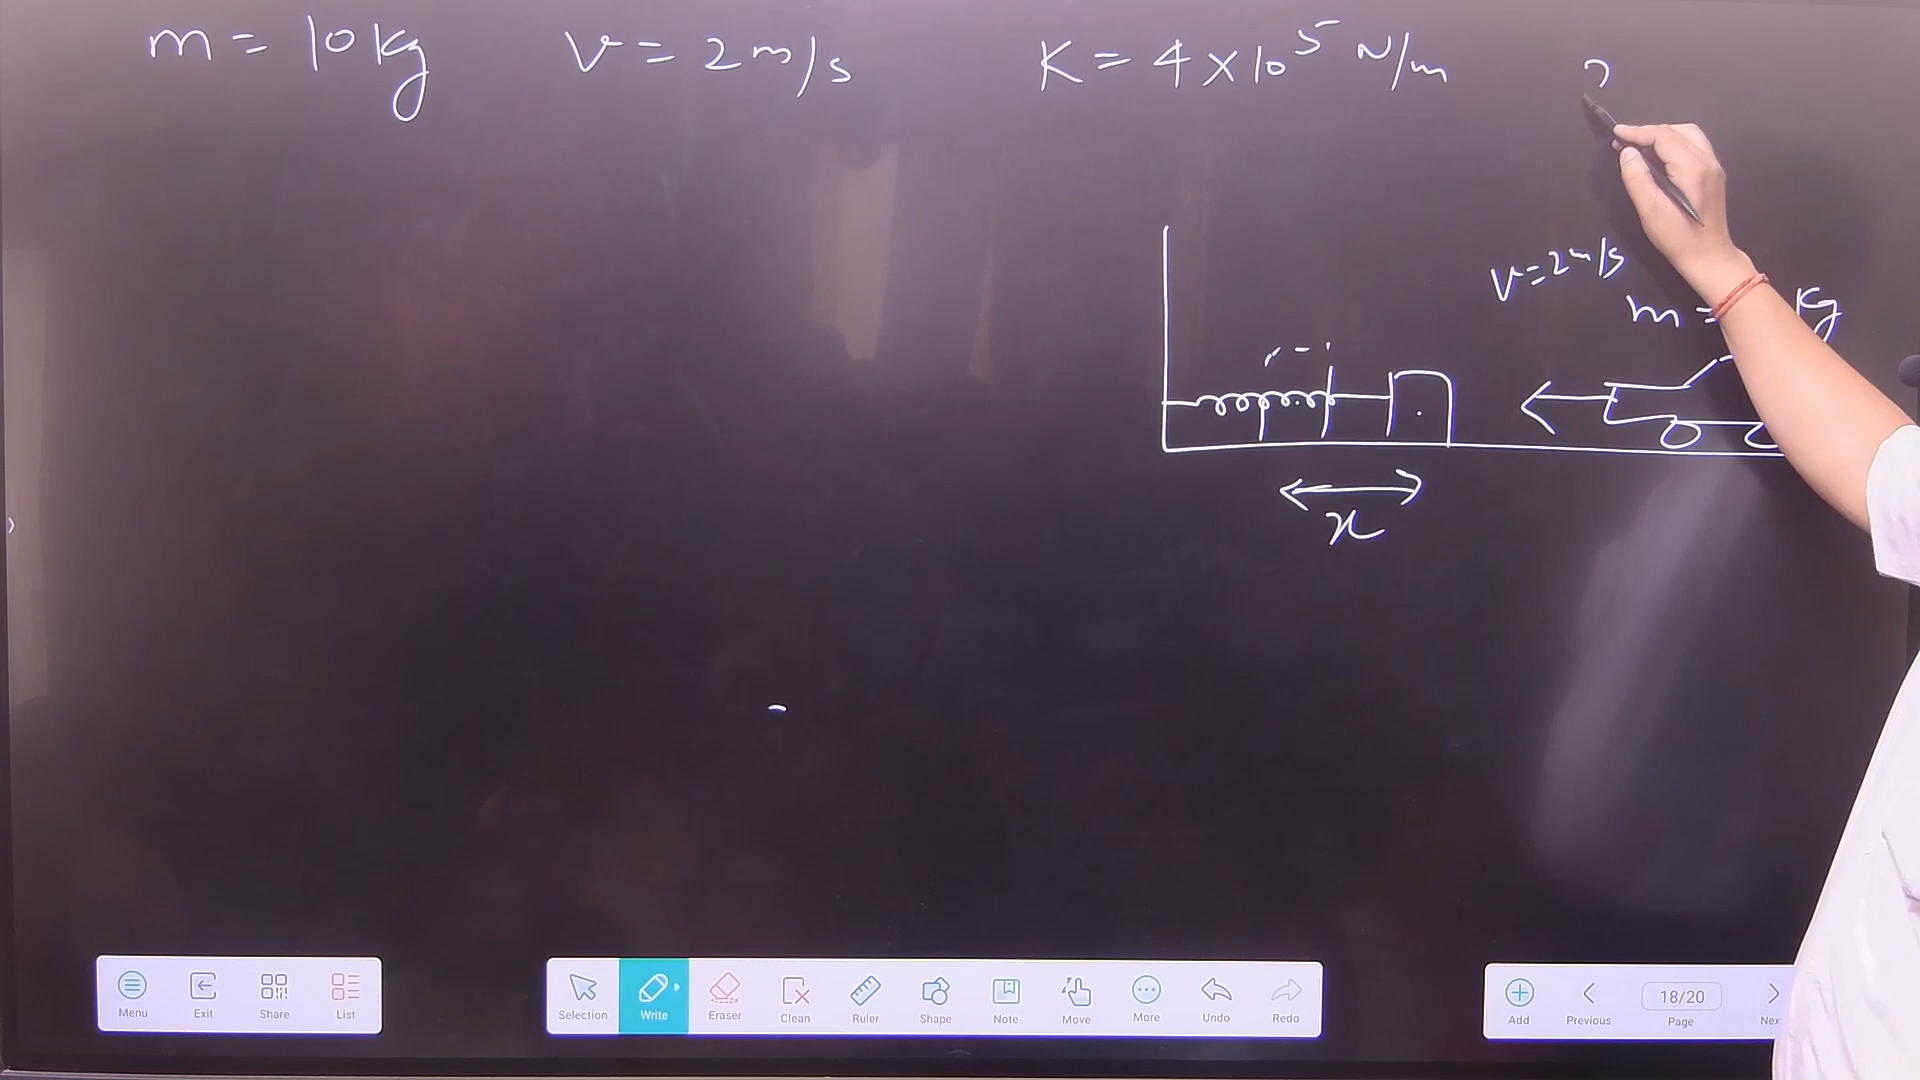 m = 10 kg v = 2 m/s K = 4 × 10⁵ N/m
v = 2 m/s
m = kg
x
Menu Exit Share List
Selection Write Eraser Clean Ruler Shape Note Move More Undo Redo
Add Previous 18/20 Page